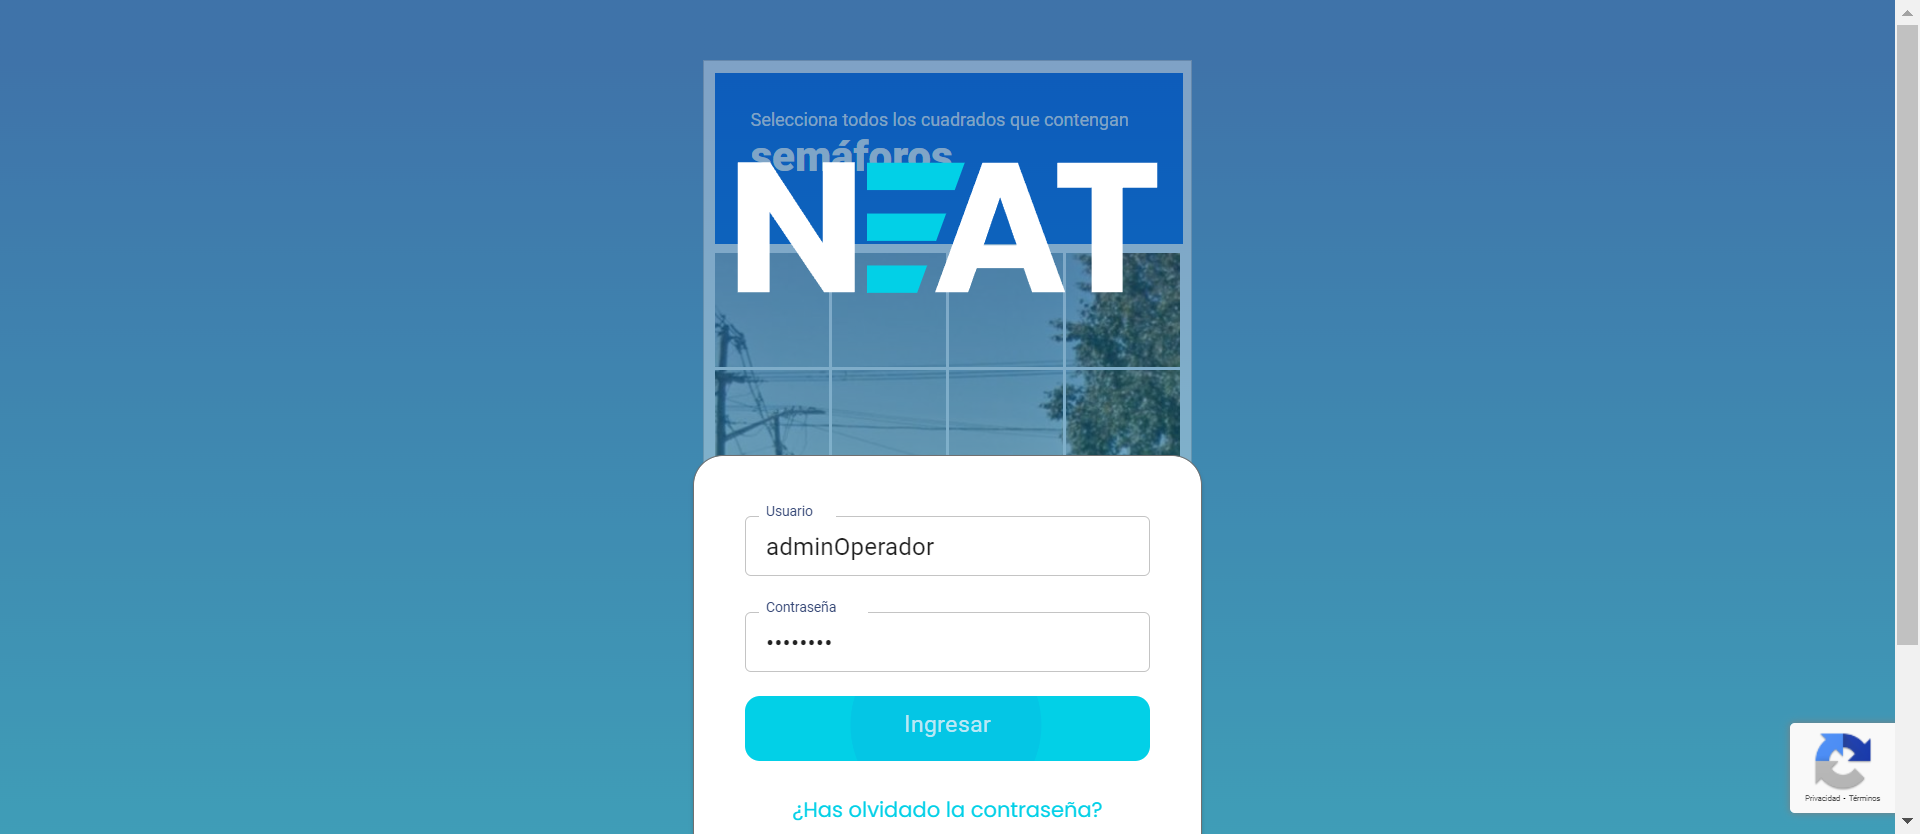 Selecciona todos los cuadrados que contengan
semáforos
NEAT
Usuario
adminOperador
Contraseña
••••••••
Ingresar
¿Has olvidado la contraseña?
Privacidad - Términos